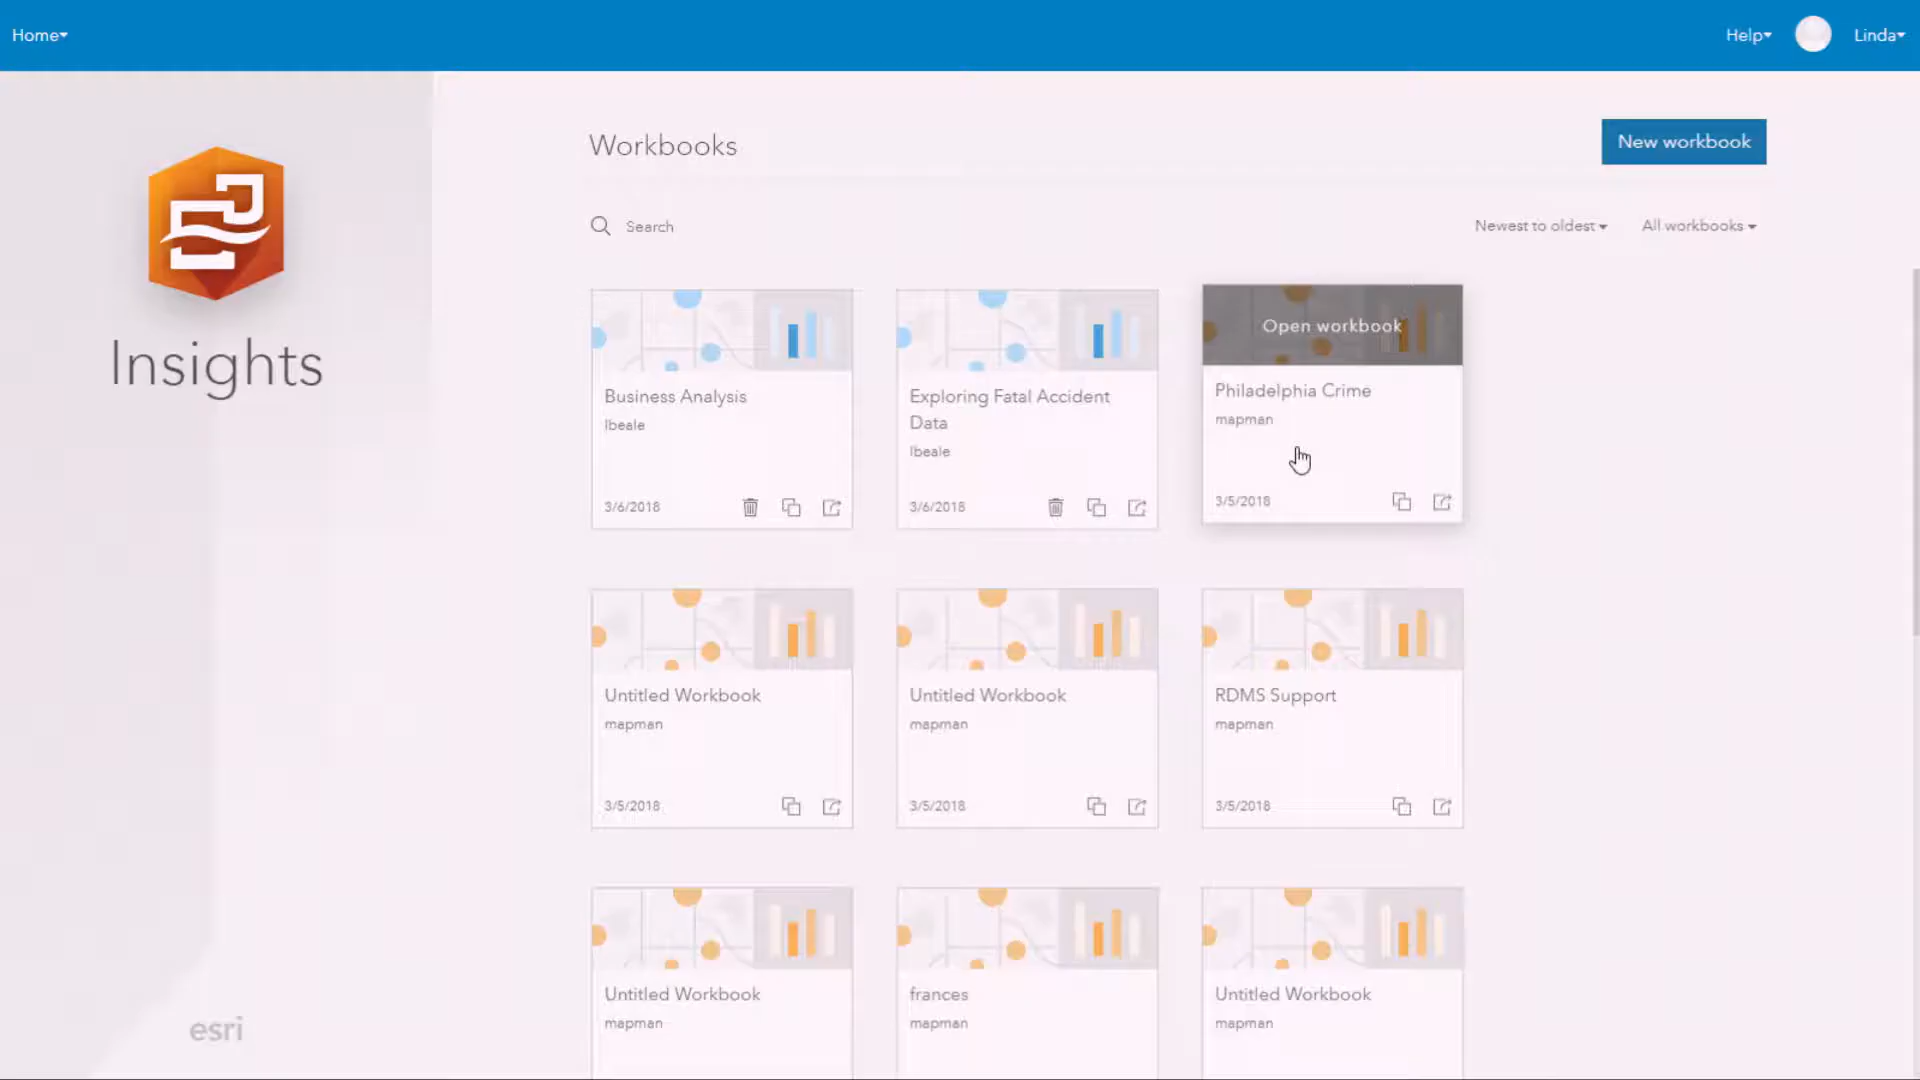 Home
Help
Linda
Insights
esri
Workbooks
New workbook
Search
Newest to oldest
All workbooks
Business Analysis
lbeale
3/6/2018
Exploring Fatal Accident
Data
lbeale
3/6/2018
Open workbook
Philadelphia Crime
mapman
3/5/2018
Untitled Workbook
mapman
3/5/2018
Untitled Workbook
mapman
3/5/2018
RDMS Support
mapman
3/5/2018
Untitled Workbook
mapman
frances
mapman
Untitled Workbook
mapman